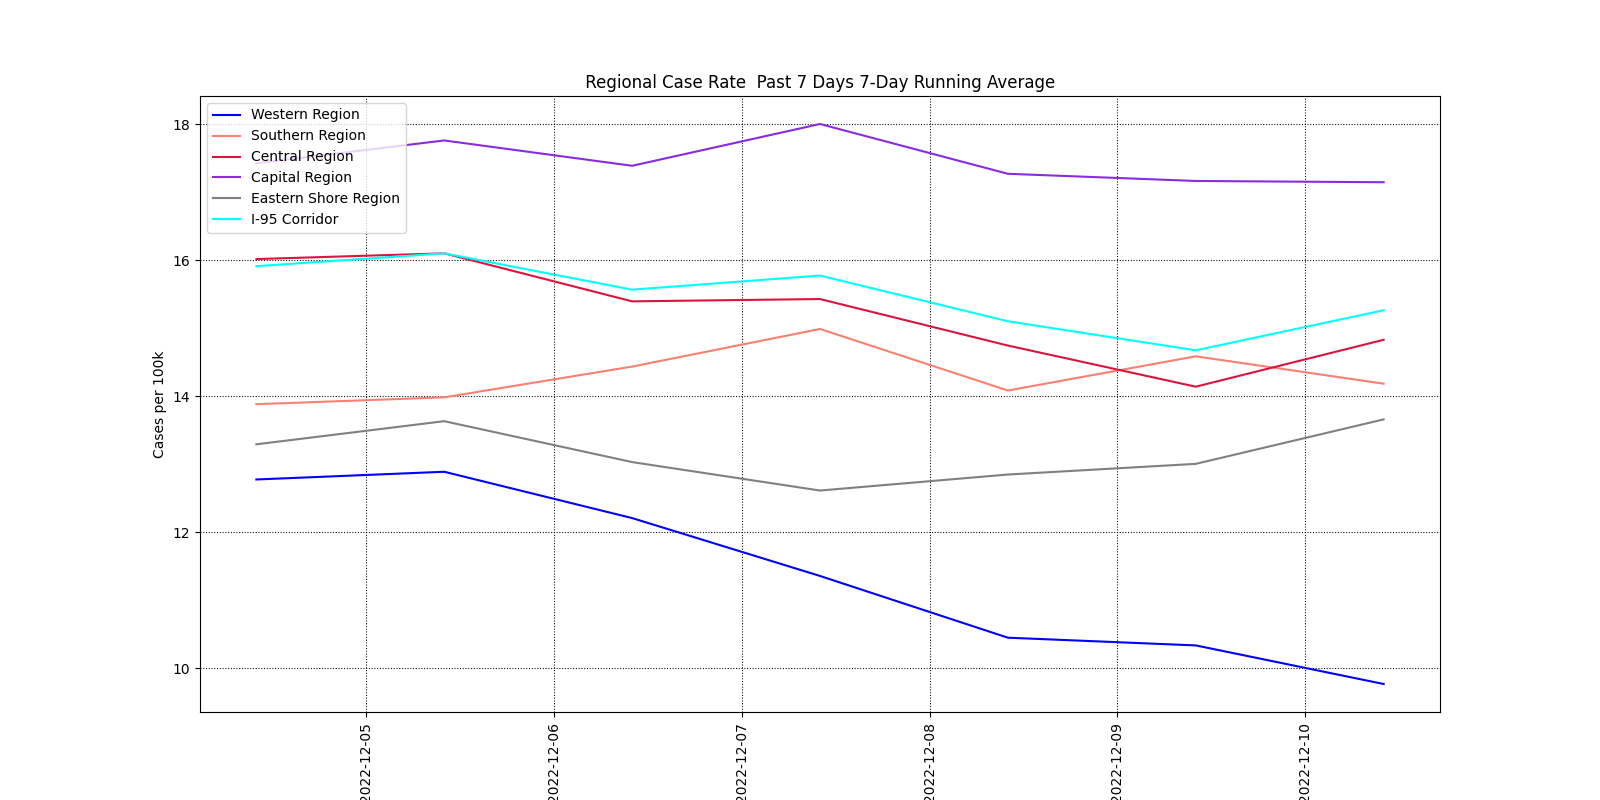 Regional Case Rate  Past 7 Days 7-Day Running Average
Western Region
Southern Region
Central Region
Capital Region
Eastern Shore Region
I-95 Corridor
Cases per 100k
18
16
14
12
10
2022-12-05
2022-12-06
2022-12-07
2022-12-08
2022-12-09
2022-12-10